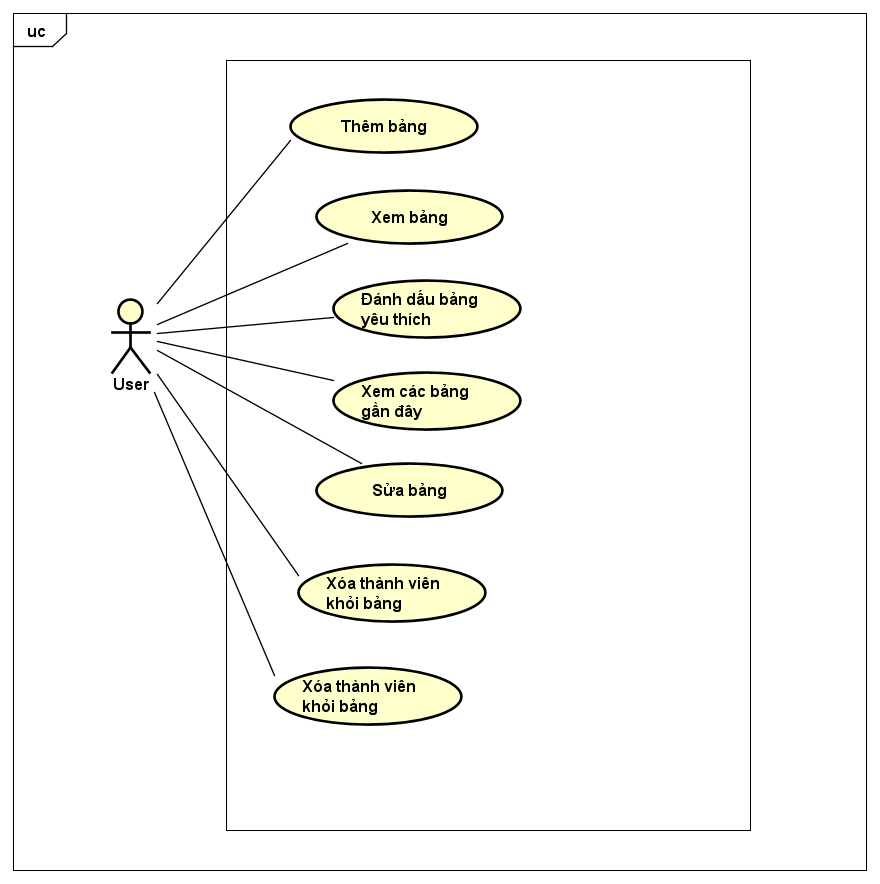 uc
Thêm bảng
Xem bảng
Đánh dấu bảng
yêu thích
User
Xem các bảng
gần đây
Sửa bảng
Xóa thành viên
khỏi bảng
Xóa thành viên
khỏi bảng